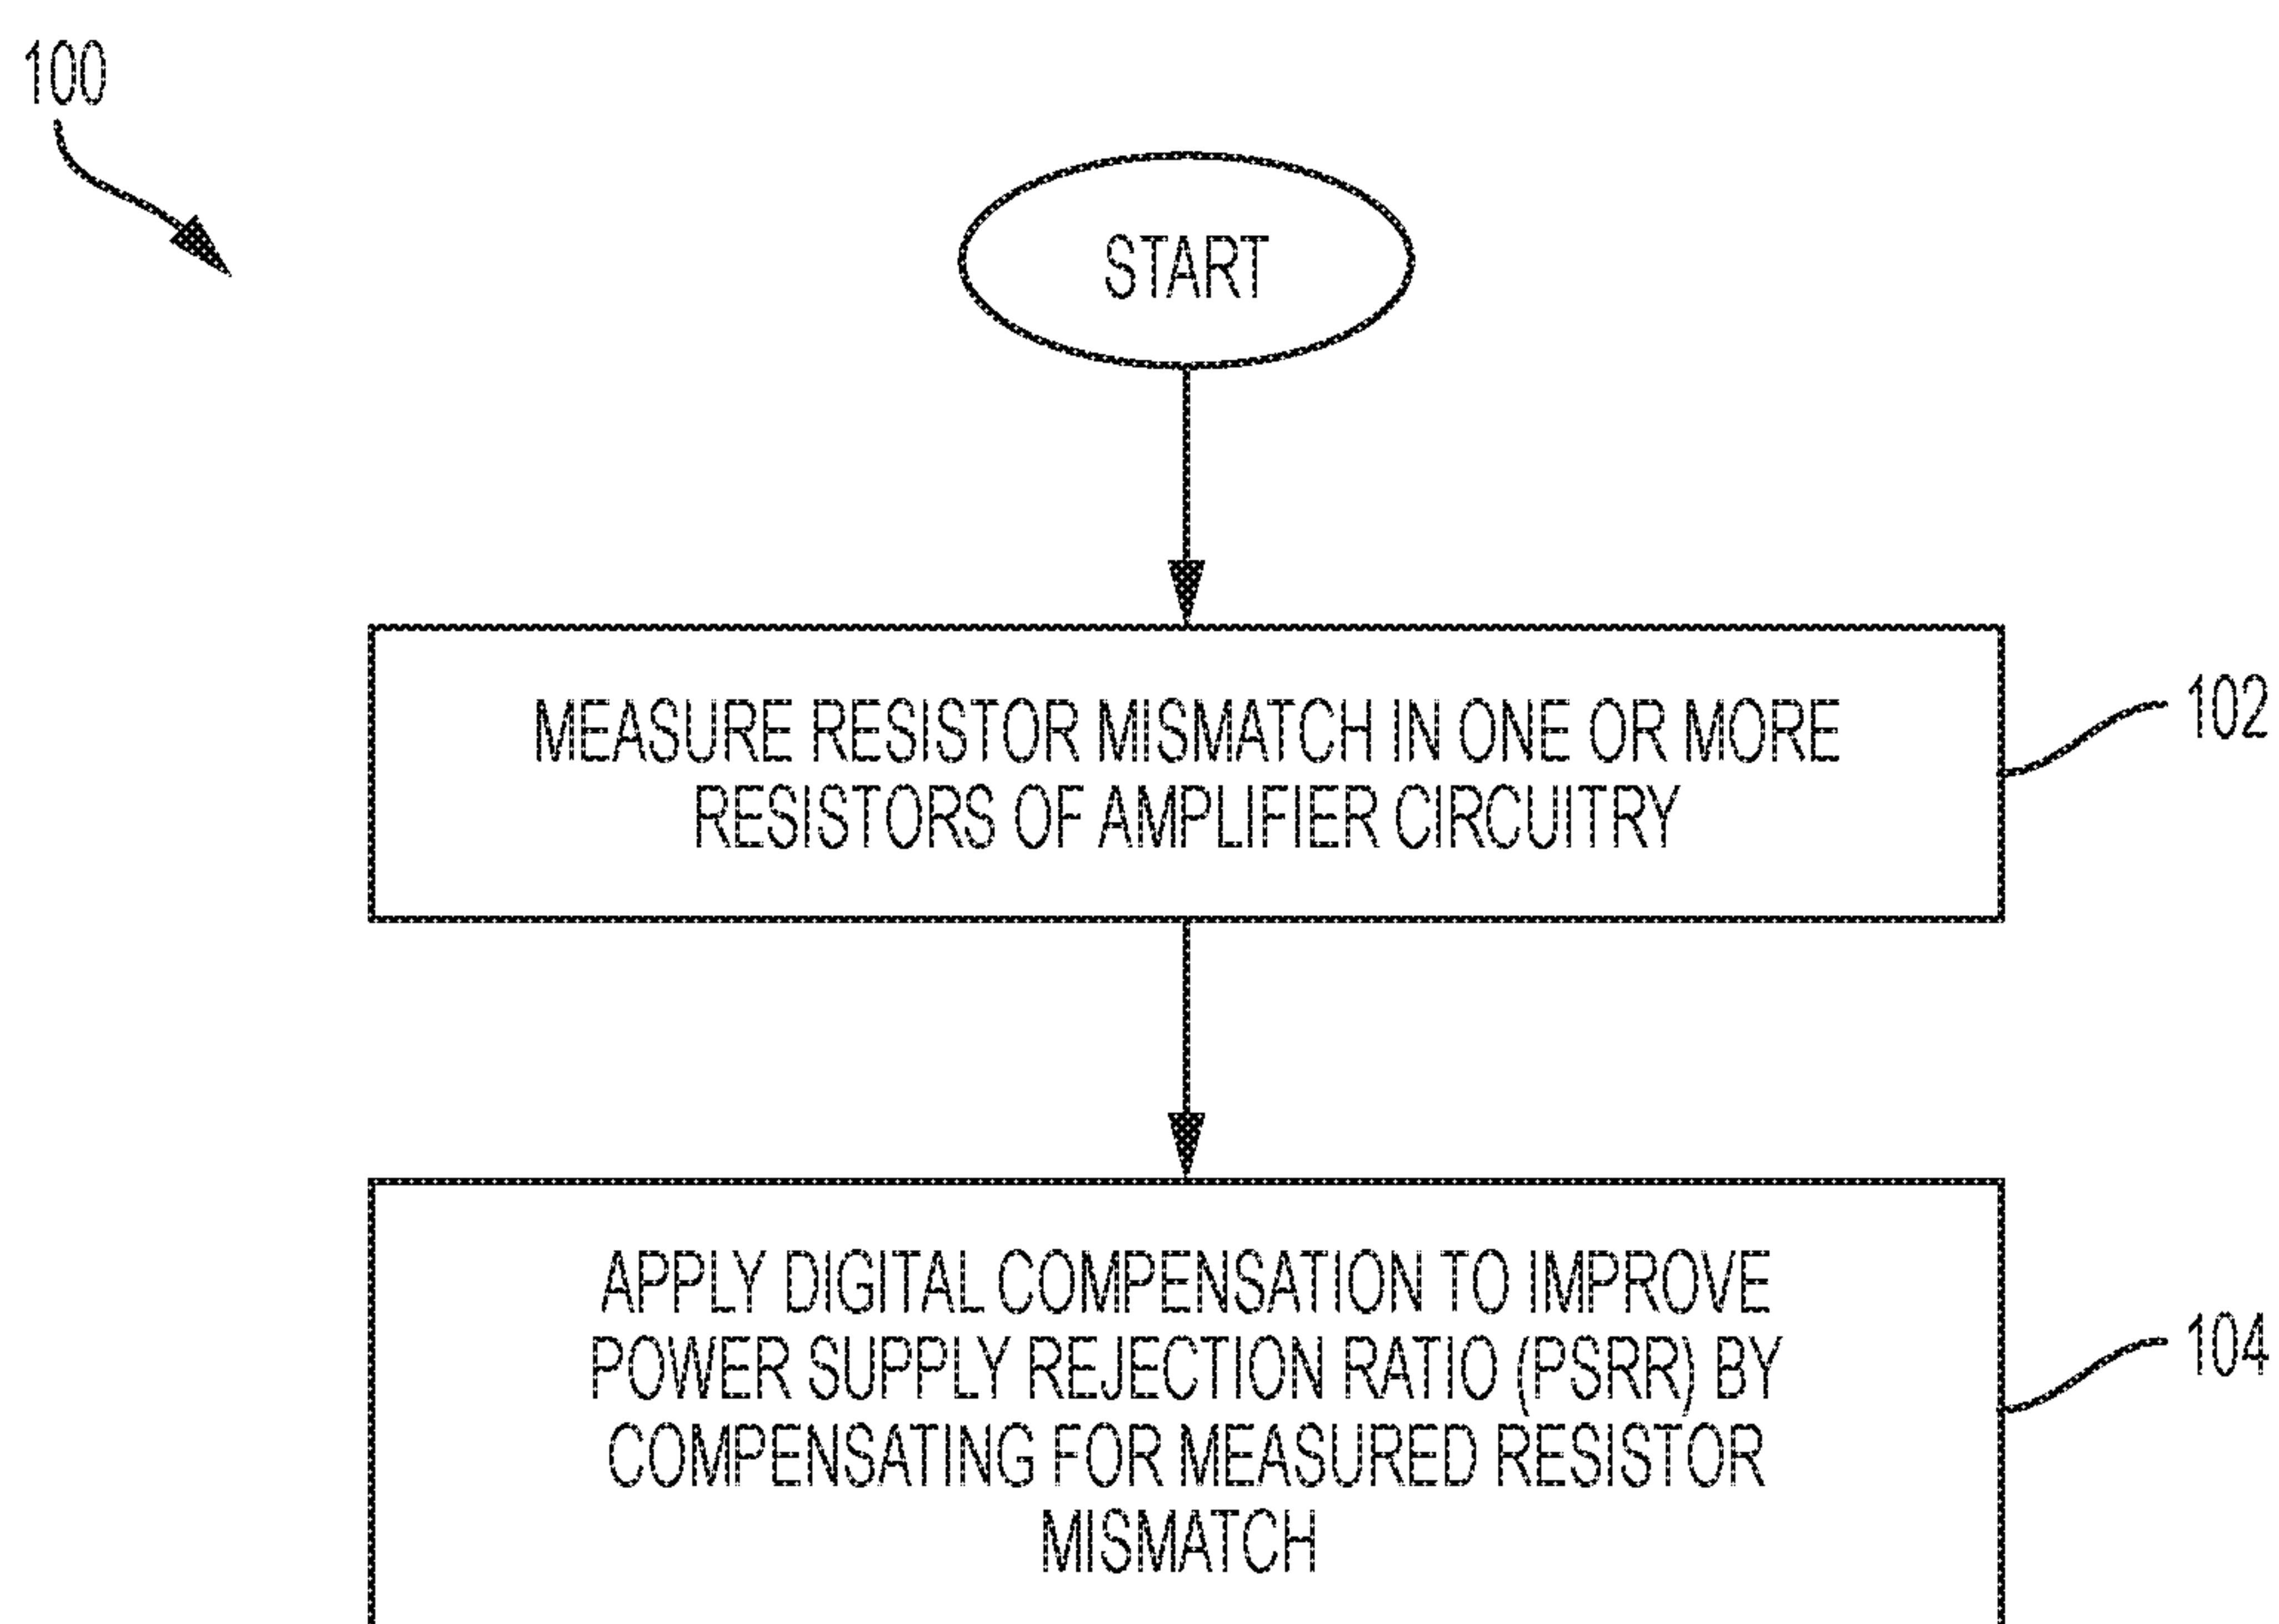 100
START
MEASURE RESISTOR MISMATCH IN ONE OR MORE
RESISTORS OF AMPLIFIER CIRCUITRY
102
APPLY DIGITAL COMPENSATION TO IMPROVE
POWER SUPPLY REJECTION RATIO (PSRR) BY
COMPENSATING FOR MEASURED RESISTOR
MISMATCH
104